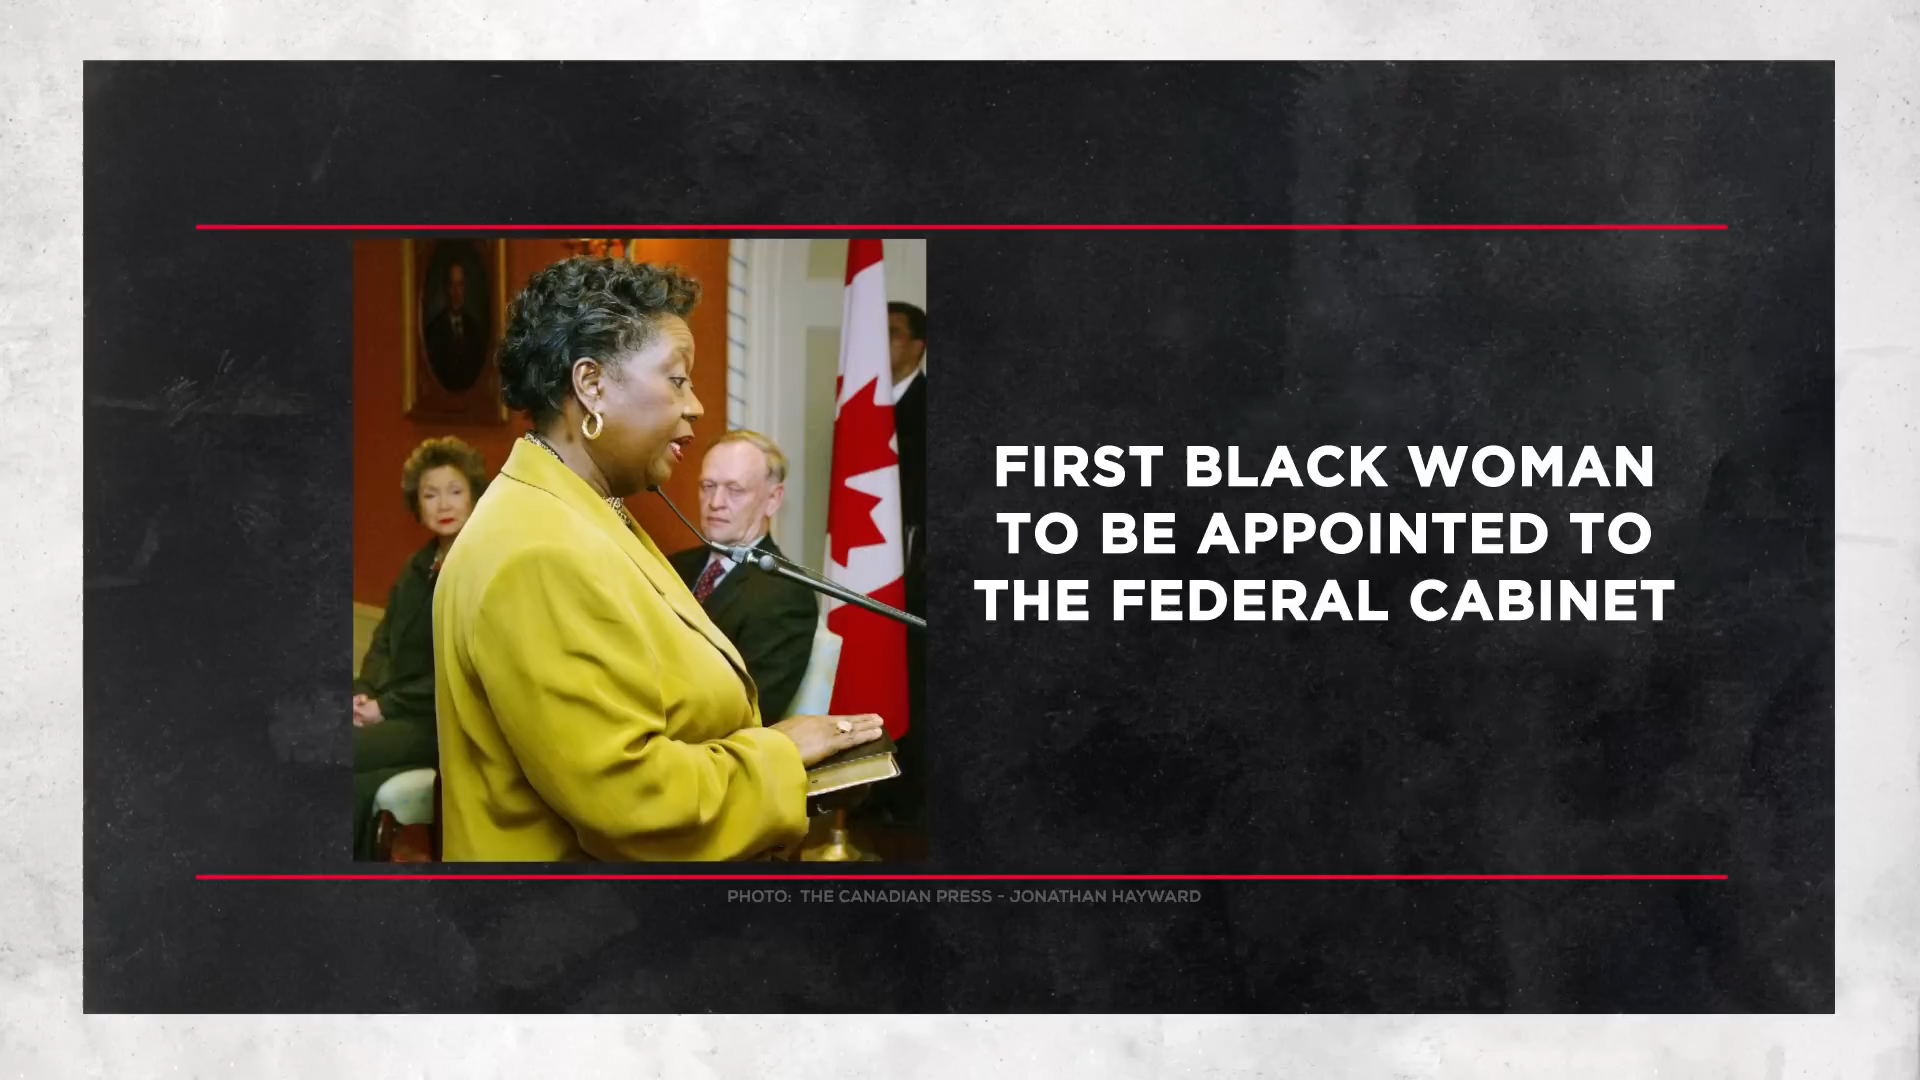 FIRST BLACK WOMAN
TO BE APPOINTED TO
THE FEDERAL CABINET
PHOTO: THE CANADIAN PRESS - JONATHAN HAYWARD